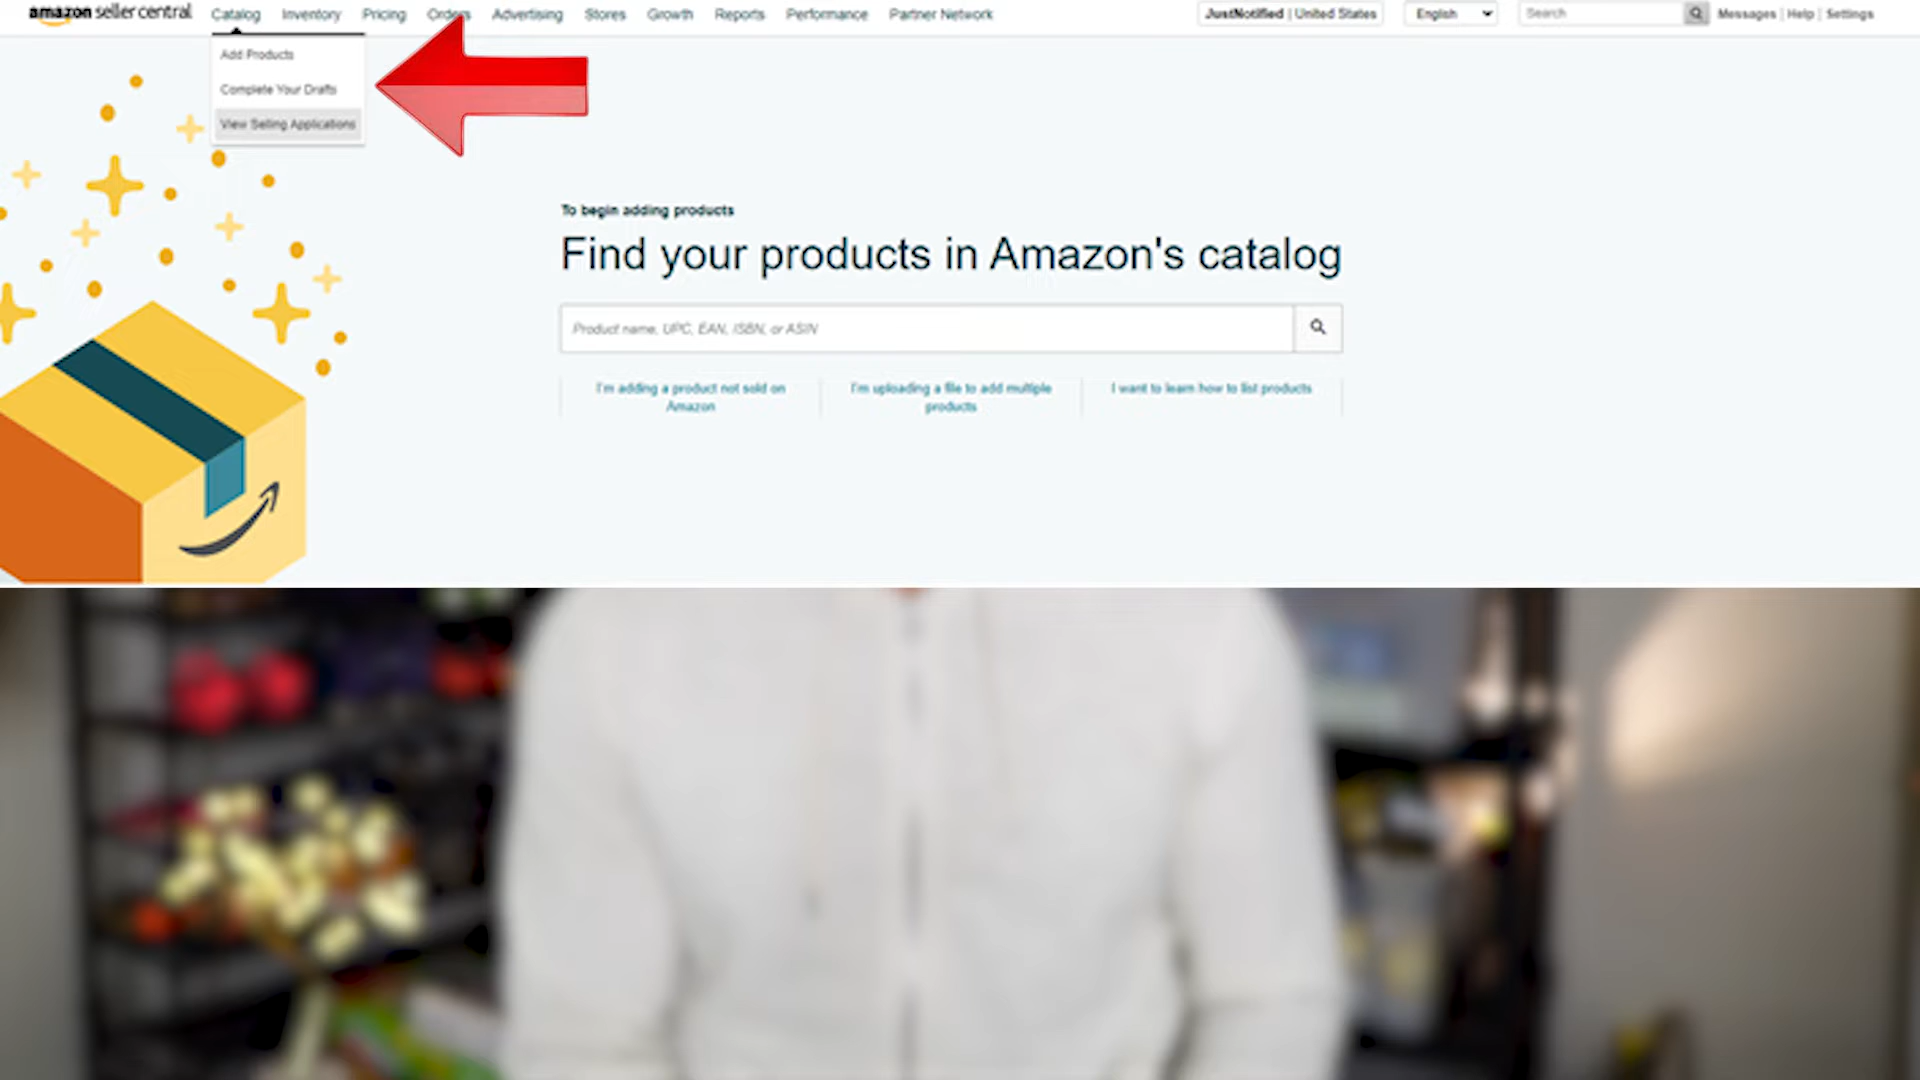 amazon seller central Catalog Inventory Pricing Orders Advertising Stores Growth Reports Performance Partner Network JustNotified | United States English Search Messages | Help | Settings
Add Products
Complete Your Drafts
View Selling Applications
To begin adding products
Find your products in Amazon's catalog
Product name, UPC, EAN, ISBN, or ASIN
I'm adding a product not sold on
Amazon
I'm uploading a file to add multiple
products
I want to learn how to list products